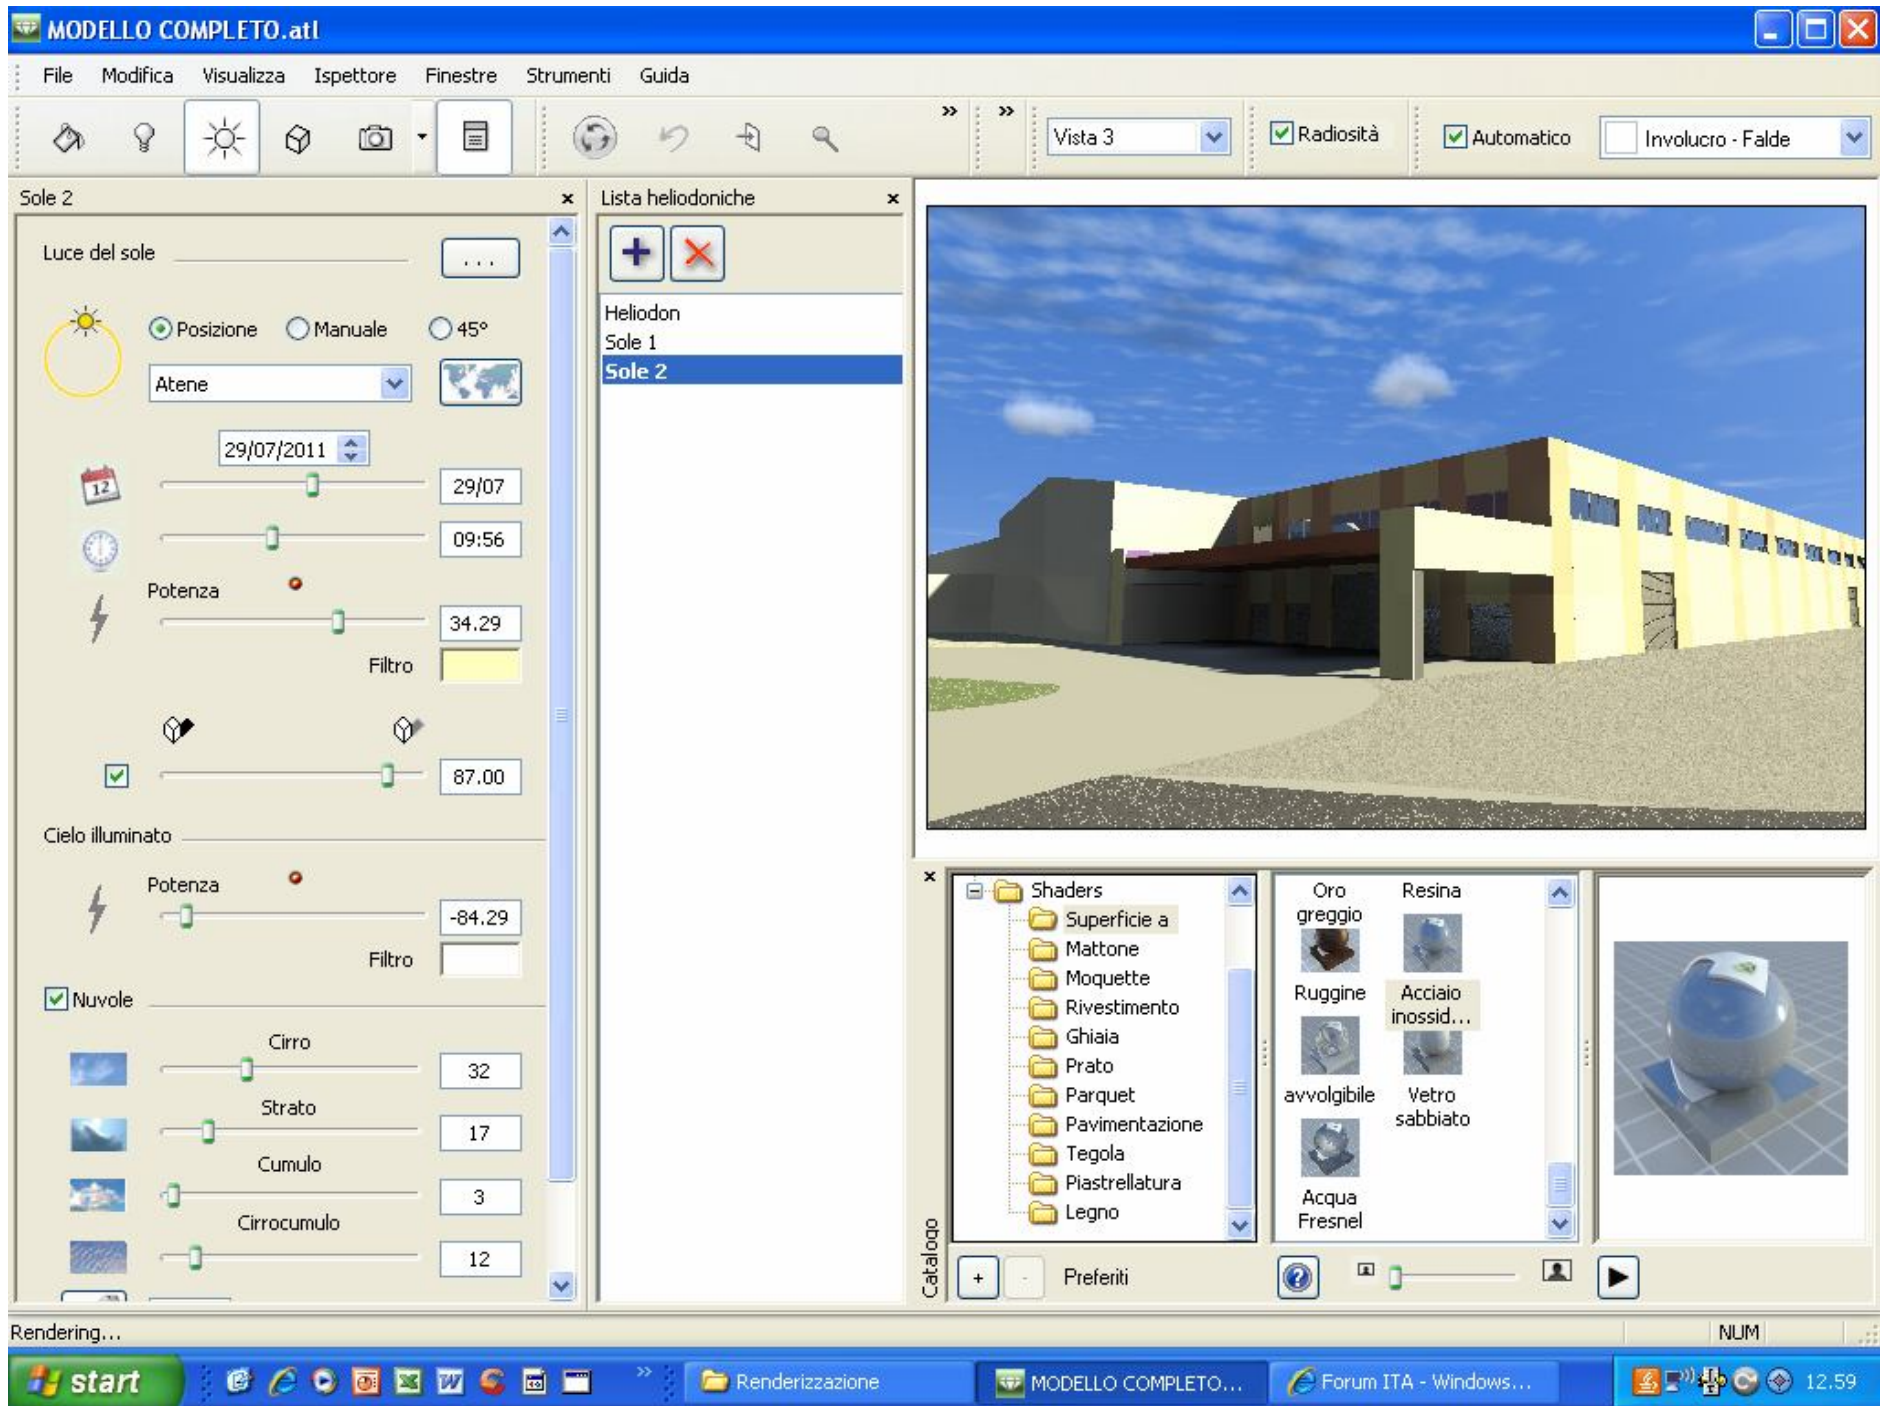 MODELLO COMPLETO.atl
File Modifica Visualizza Ispettore Finestre Strumenti Guida
Vista 3
Radiosità
Automatico
Involucro - Falde
Sole 2
Luce del sole
...
Posizione Manuale 45°
Atene
29/07/2011
12
29/07
09:56
Potenza
34.29
Filtro
87.00
Cielo illuminato
Potenza
-84.29
Filtro
Nuvole
Cirro
32
Strato
17
Cumulo
3
Cirrocumulo
12
Lista heliodoniche
Heliodon
Sole 1
Sole 2
Catalogo
Shaders
Superficie a
Mattone
Moquette
Rivestimento
Ghiaia
Prato
Parquet
Pavimentazione
Tegola
Piastrellatura
Legno
Oro greggio
Resina
Ruggine
Acciaio inossid...
avvolgibile
Vetro sabbiato
Acqua Fresnel
+ - Preferiti
Rendering...
NUM
start
Renderizzazione
MODELLO COMPLETO...
Forum ITA - Windows...
12.59